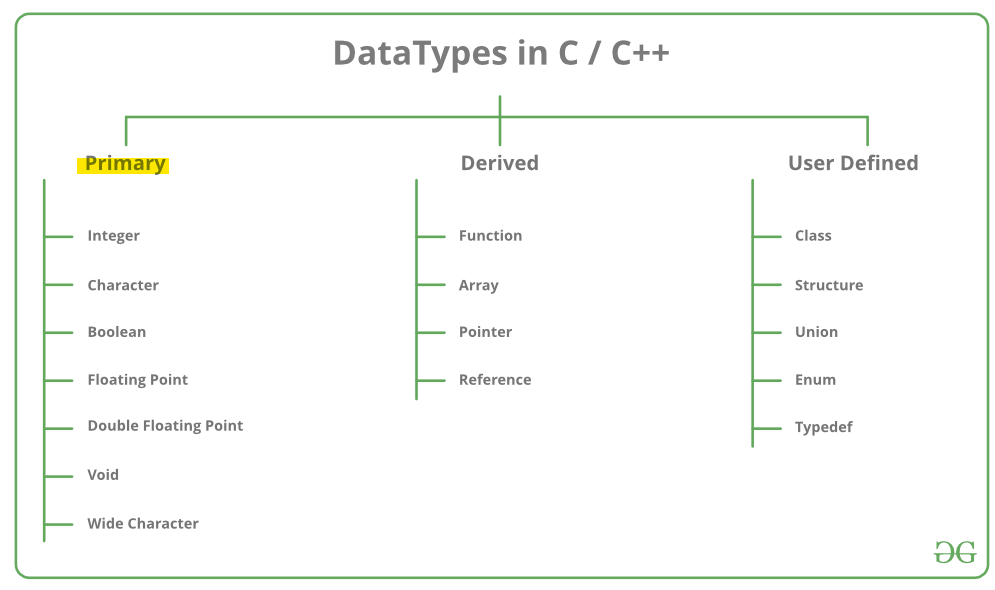 DataTypes in C / C++
Primary
Integer
Character
Boolean
Floating Point
Double Floating Point
Void
Wide Character
Derived
Function
Array
Pointer
Reference
User Defined
Class
Structure
Union
Enum
Typedef